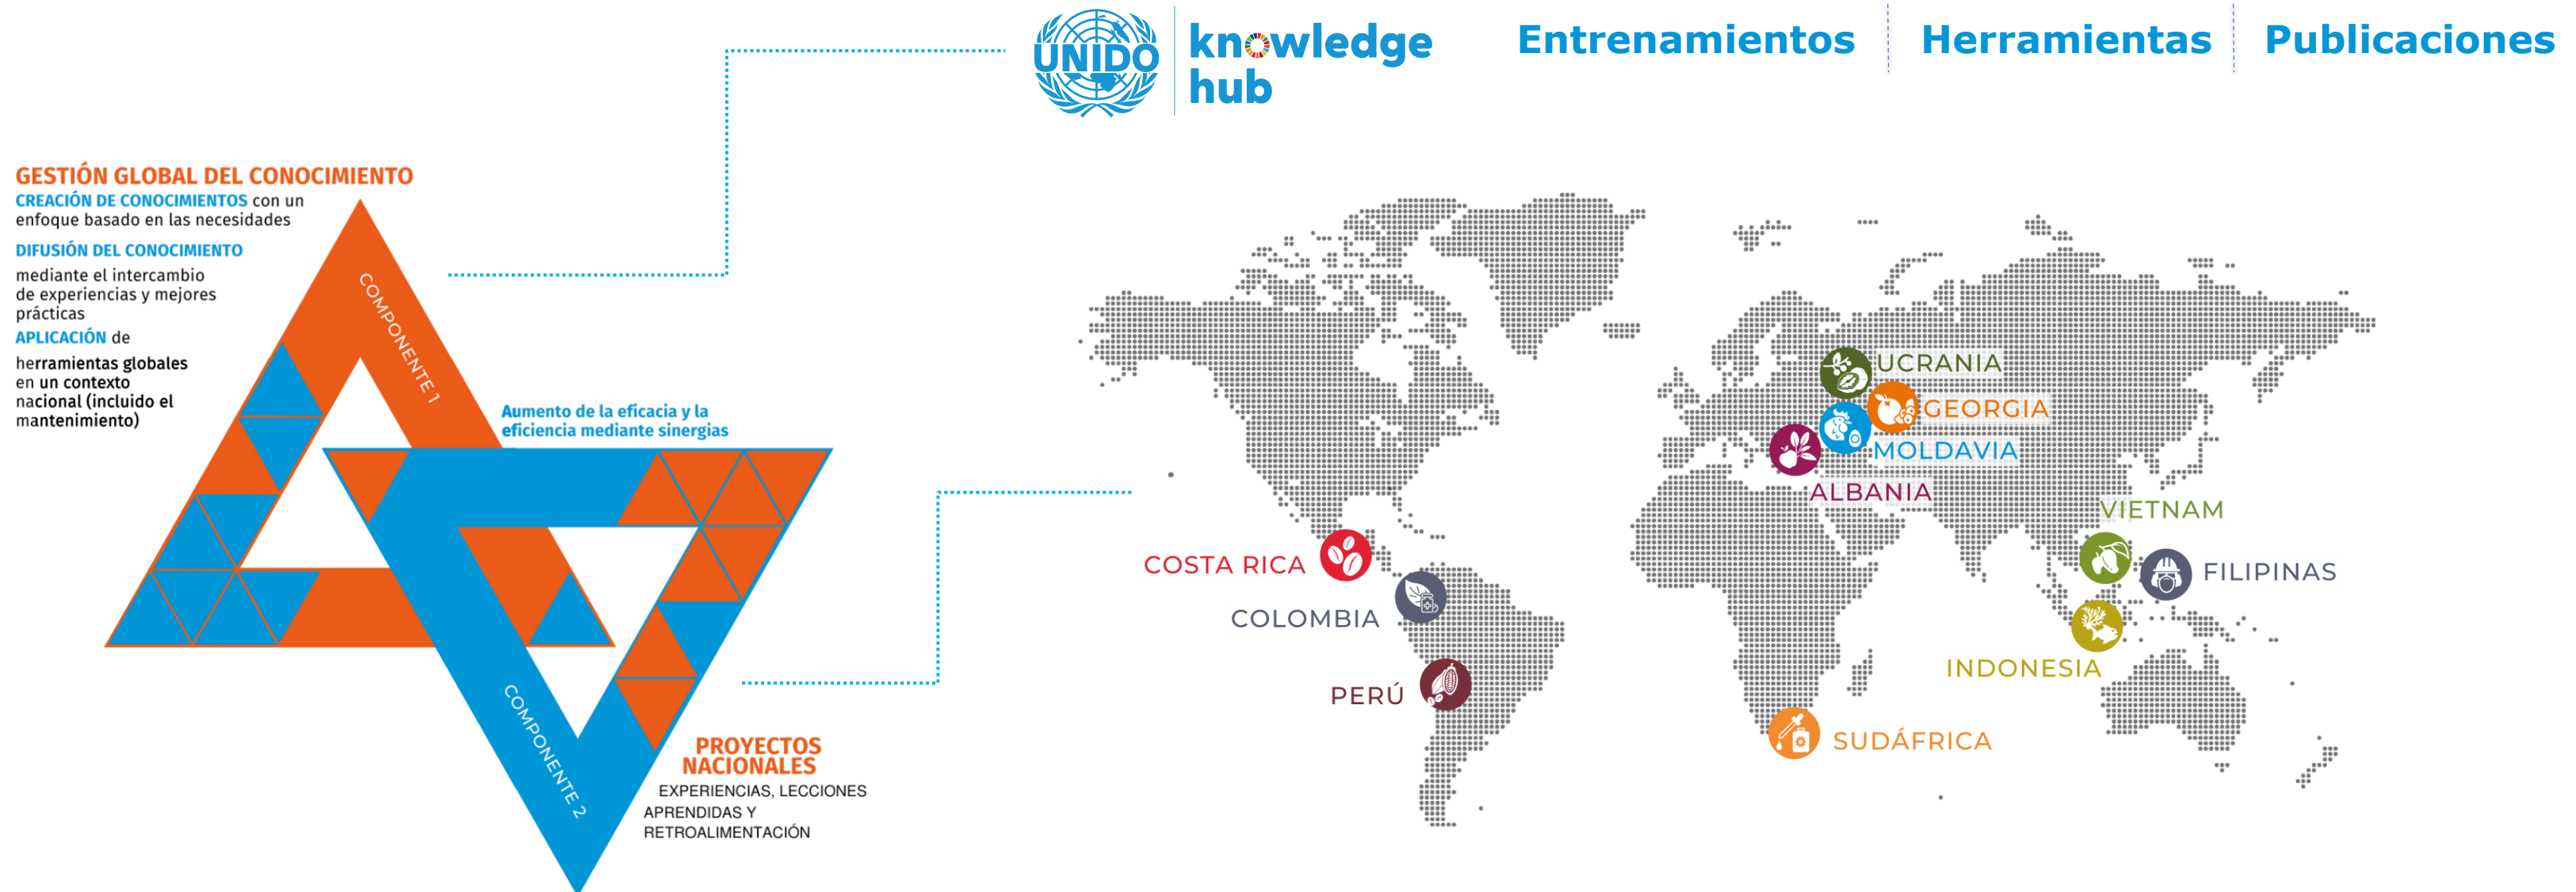 UNIDO
knowledge
hub
Entrenamientos
Herramientas
Publicaciones
GESTIÓN GLOBAL DEL CONOCIMIENTO
CREACIÓN DE CONOCIMIENTOS con un
enfoque basado en las necesidades
DIFUSIÓN DEL CONOCIMIENTO
mediante el intercambio
de experiencias y mejores
prácticas
APLICACIÓN de
herramientas globales
en un contexto
nacional (incluido el
mantenimiento)
COMPONENTE 1
Aumento de la eficacia y la
eficiencia mediante sinergias
COMPONENTE 2
PROYECTOS
NACIONALES
EXPERIENCIAS, LECCIONES
APRENDIDAS Y
RETROALIMENTACIÓN
UCRANIA
GEORGIA
MOLDAVIA
ALBANIA
VIETNAM
COSTA RICA
FILIPINAS
COLOMBIA
INDONESIA
PERÚ
SUDÁFRICA